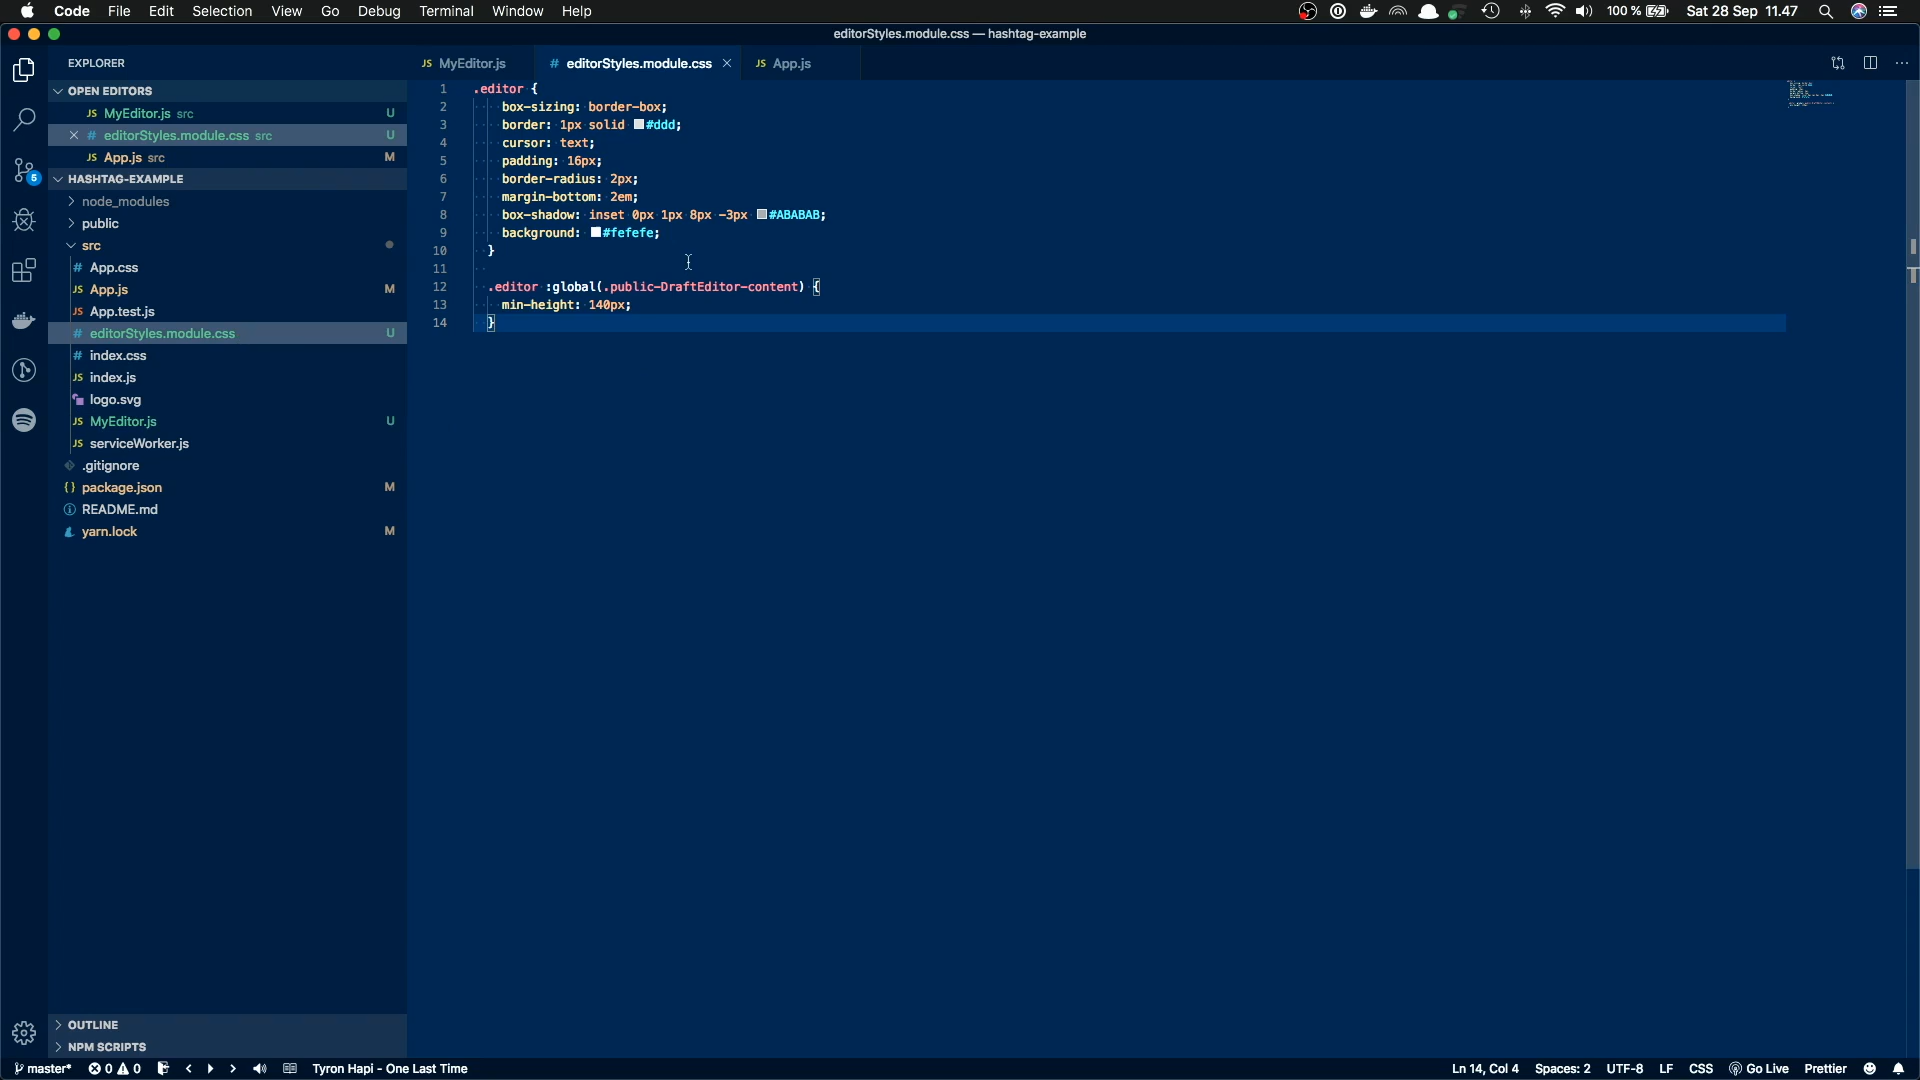 Code File Edit Selection View Go Debug Terminal Window Help 100 % Sat 28 Sep 11.47
editorStyles.module.css — hashtag-example
EXPLORER
JS MyEditor.js # editorStyles.module.css × JS App.js
OPEN EDITORS
JS MyEditor.js src U
× # editorStyles.module.css src U
JS App.js src M
HASHTAG-EXAMPLE
node_modules
public
src
# App.css
JS App.js M
JS App.test.js
# editorStyles.module.css U
# index.css
JS index.js
logo.svg
JS MyEditor.js U
JS serviceWorker.js
.gitignore
{} package.json M
README.md
yarn.lock M
5
OUTLINE
NPM SCRIPTS
1 .editor {
2 box-sizing: border-box;
3 border: 1px solid #ddd;
4 cursor: text;
5 padding: 16px;
6 border-radius: 2px;
7 margin-bottom: 2em;
8 box-shadow: inset 0px 1px 8px -3px #ABABAB;
9 background: #fefefe;
10 }
11
12 .editor :global(.public-DraftEditor-content) {
13 min-height: 140px;
14 }
master* 0 0 Tyron Hapi - One Last Time Ln 14, Col 4 Spaces: 2 UTF-8 LF CSS Go Live Prettier